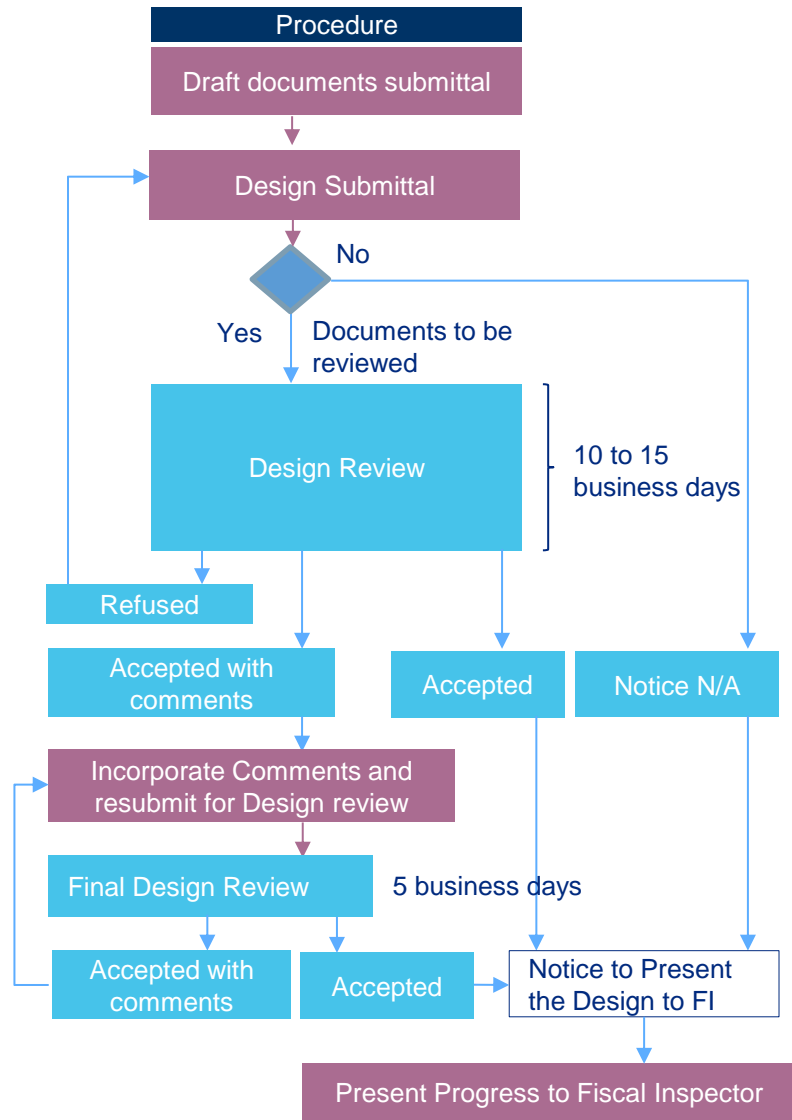 Procedure
Draft documents submittal
Design Submittal
No
Yes
Documents to be
reviewed
Design Review
10 to 15
business days
Refused
Accepted with
comments
Accepted
Notice N/A
Incorporate Comments and
resubmit for Design review
Final Design Review
5 business days
Accepted with
comments
Accepted
Notice to Present
the Design to FI
Present Progress to Fiscal Inspector